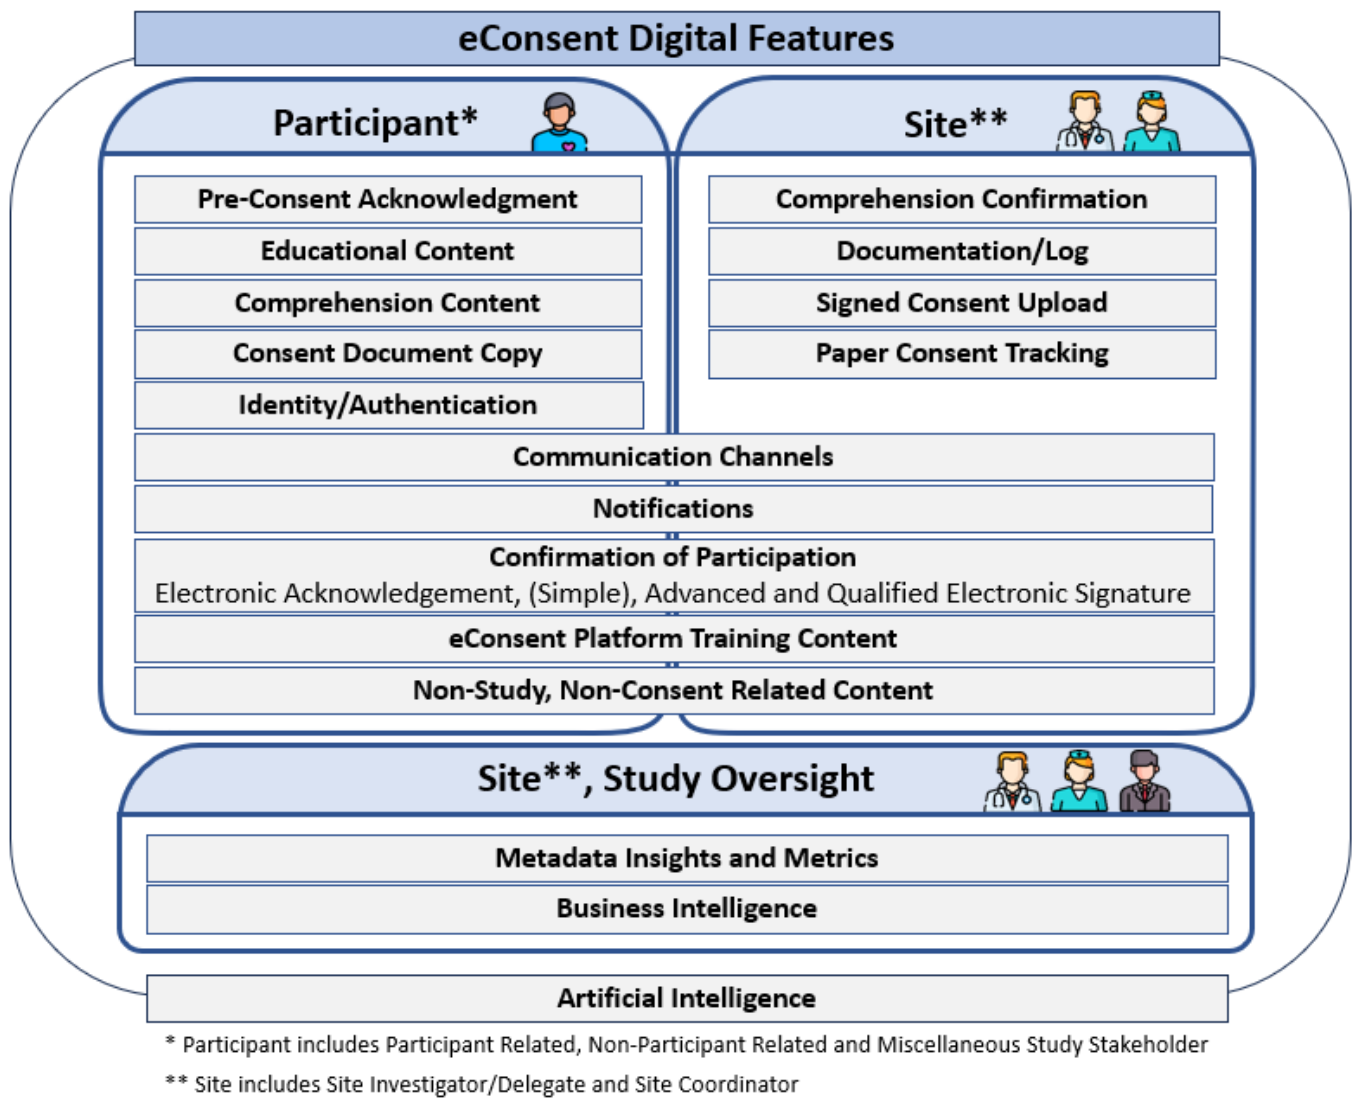 eConsent Digital Features
Participant*
Site**
Pre-Consent Acknowledgment
Educational Content
Comprehension Content
Consent Document Copy
Identity/Authentication
Comprehension Confirmation
Documentation/Log
Signed Consent Upload
Paper Consent Tracking
Communication Channels
Notifications
Confirmation of Participation
Electronic Acknowledgement, (Simple), Advanced and Qualified Electronic Signature
eConsent Platform Training Content
Non-Study, Non-Consent Related Content
Site**, Study Oversight
Metadata Insights and Metrics
Business Intelligence
Artificial Intelligence
* Participant includes Participant Related, Non-Participant Related and Miscellaneous Study Stakeholder
** Site includes Site Investigator/Delegate and Site Coordinator